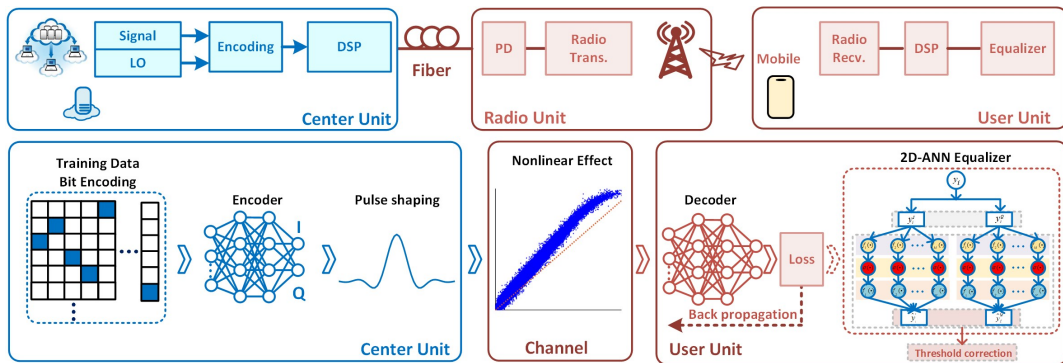 Signal
LO
Encoding
DSP
Center Unit
Fiber
PD
Radio
Trans.
Radio Unit
Mobile
Radio
Recv.
DSP
Equalizer
User Unit
Training Data
Bit Encoding
Encoder
I
Q
Pulse shaping
Center Unit
Nonlinear Effect
Channel
Decoder
Loss
Back propagation
User Unit
2D-ANN Equalizer
Threshold correction